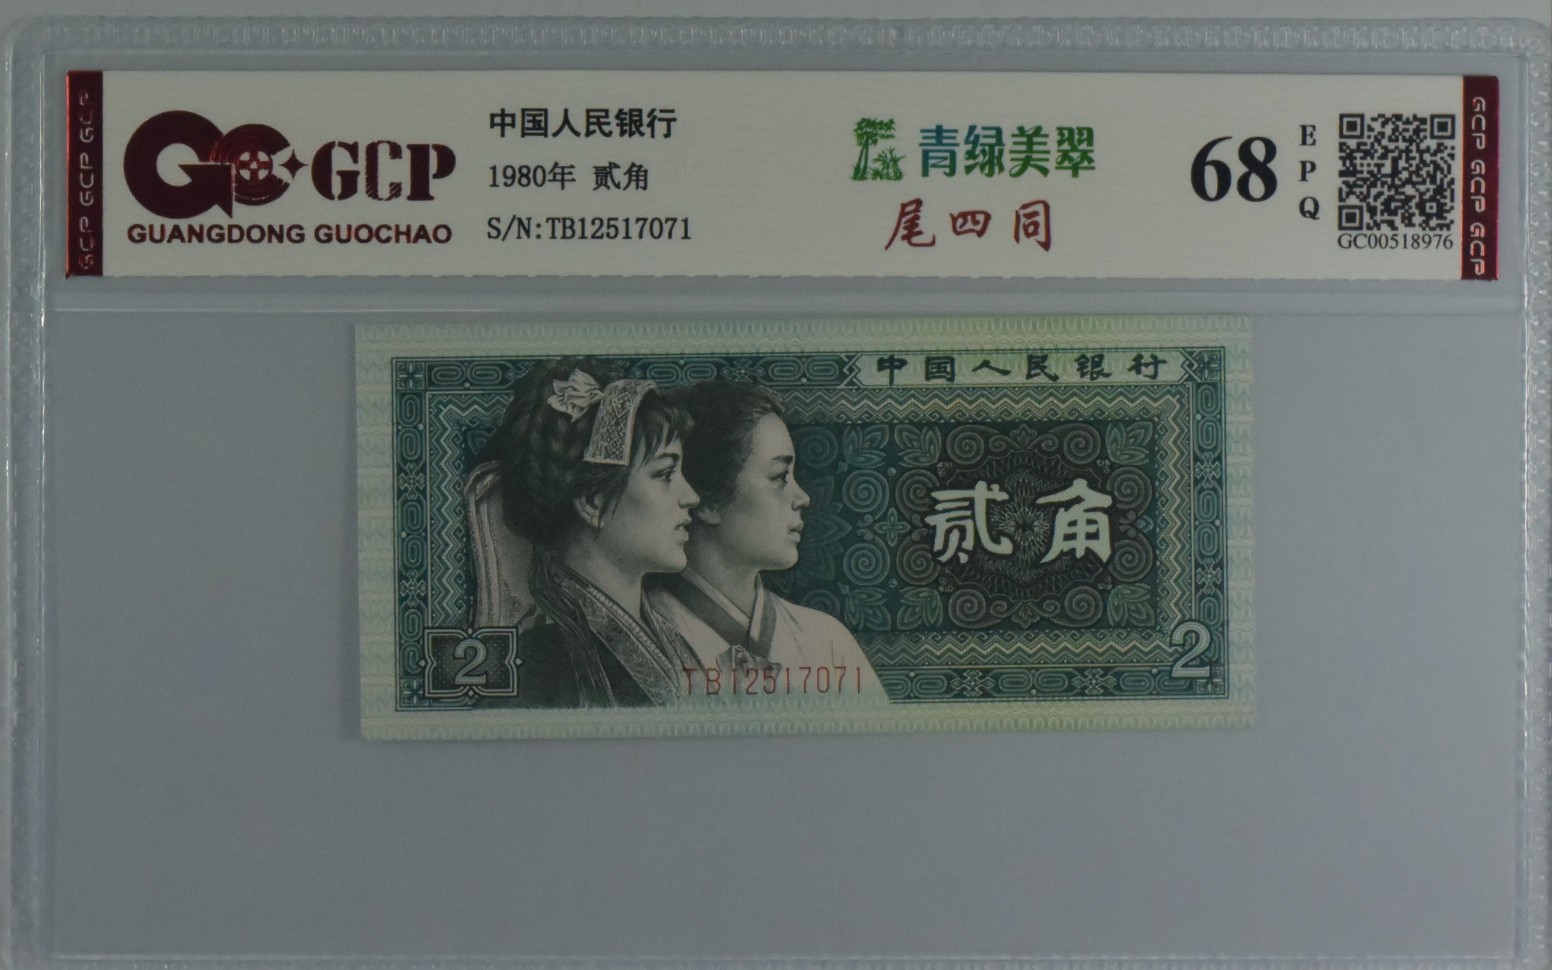 GCP
GUANGDONG GUOCHAO
中国人民银行
1980年 贰角
S/N:TB12517071
青绿美翠
尾四同
68
EPQ
GC00518976
GCP GCP GCP
GCP GCP GCP
中国人民银行
贰角
2
2
TB12517071